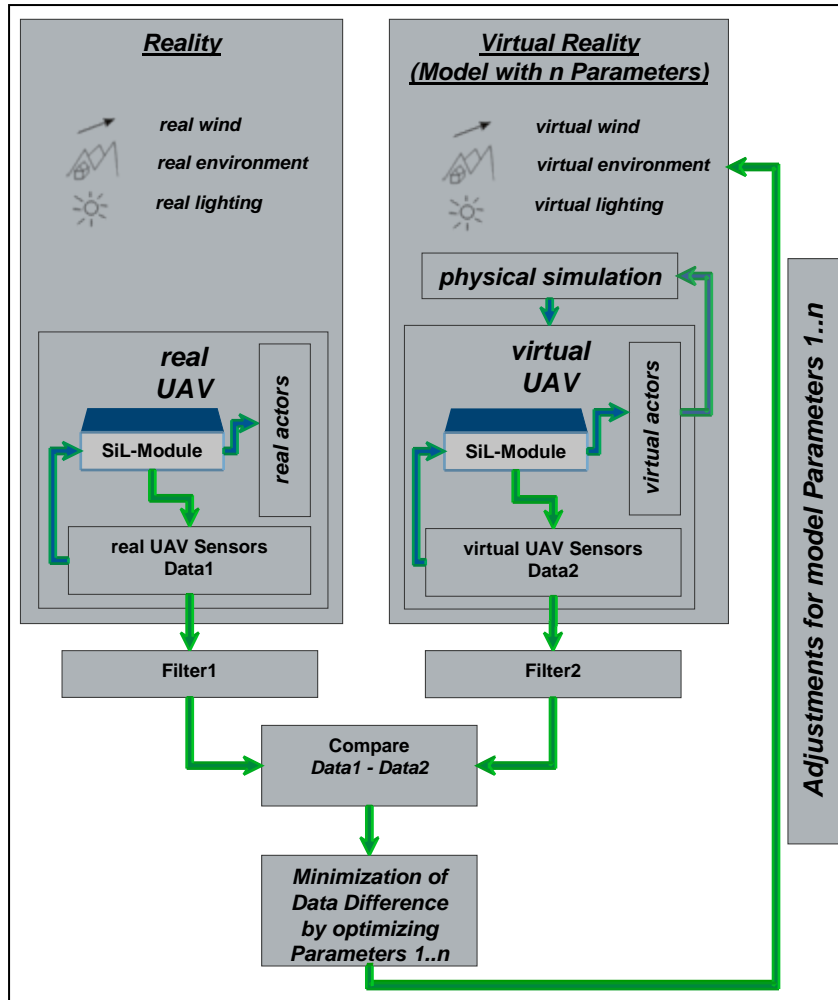 Reality
real wind
real environment
real lighting
real
UAV
SiL-Module
real actors
real UAV Sensors
Data1
Virtual Reality
(Model with n Parameters)
virtual wind
virtual environment
virtual lighting
physical simulation
virtual
UAV
SiL-Module
virtual actors
virtual UAV Sensors
Data2
Filter1
Filter2
Compare
Data1 - Data2
Minimization of
Data Difference
by optimizing
Parameters 1..n
Adjustments for model Parameters 1..n